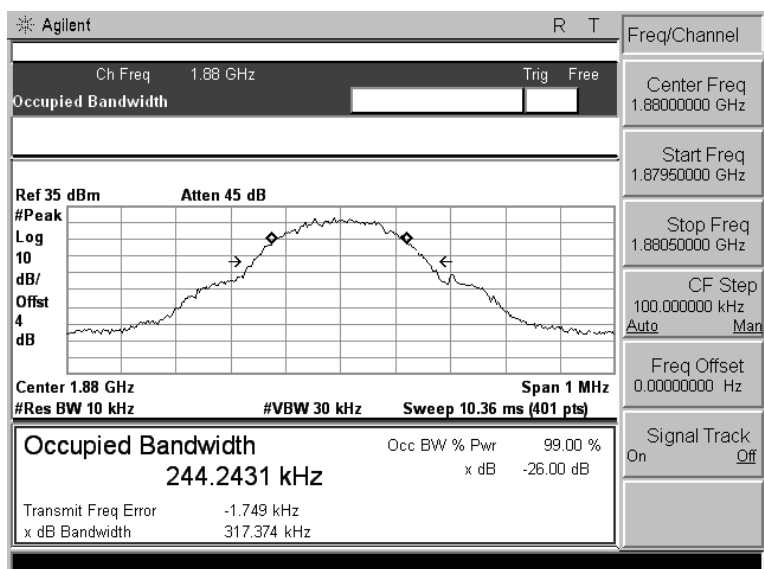 Agilent R T
Freq/Channel
Ch Freq 1.88 GHz Trig Free
Occupied Bandwidth
Center Freq
1.88000000 GHz
Start Freq
1.87950000 GHz
Stop Freq
1.88050000 GHz
CF Step
100.000000 kHz
Auto Man
Freq Offset
0.00000000 Hz
Signal Track
On Off
Ref 35 dBm Atten 45 dB
#Peak
Log
10
dB/
Offst
4
dB
Center 1.88 GHz Span 1 MHz
#Res BW 10 kHz #VBW 30 kHz Sweep 10.36 ms (401 pts)
Occupied Bandwidth Occ BW % Pwr 99.00 %
244.2431 kHz x dB -26.00 dB
Transmit Freq Error -1.749 kHz
x dB Bandwidth 317.374 kHz